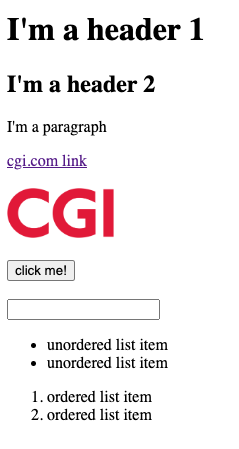 I'm a header 1
I'm a header 2
I'm a paragraph
cgi.com link
CGI
click me!
• unordered list item
• unordered list item
1. ordered list item
2. ordered list item